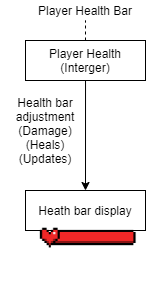 Player Health Bar
Player Health
(Interger)
Health bar
adjustment
(Damage)
(Heals)
(Updates)
Heath bar display